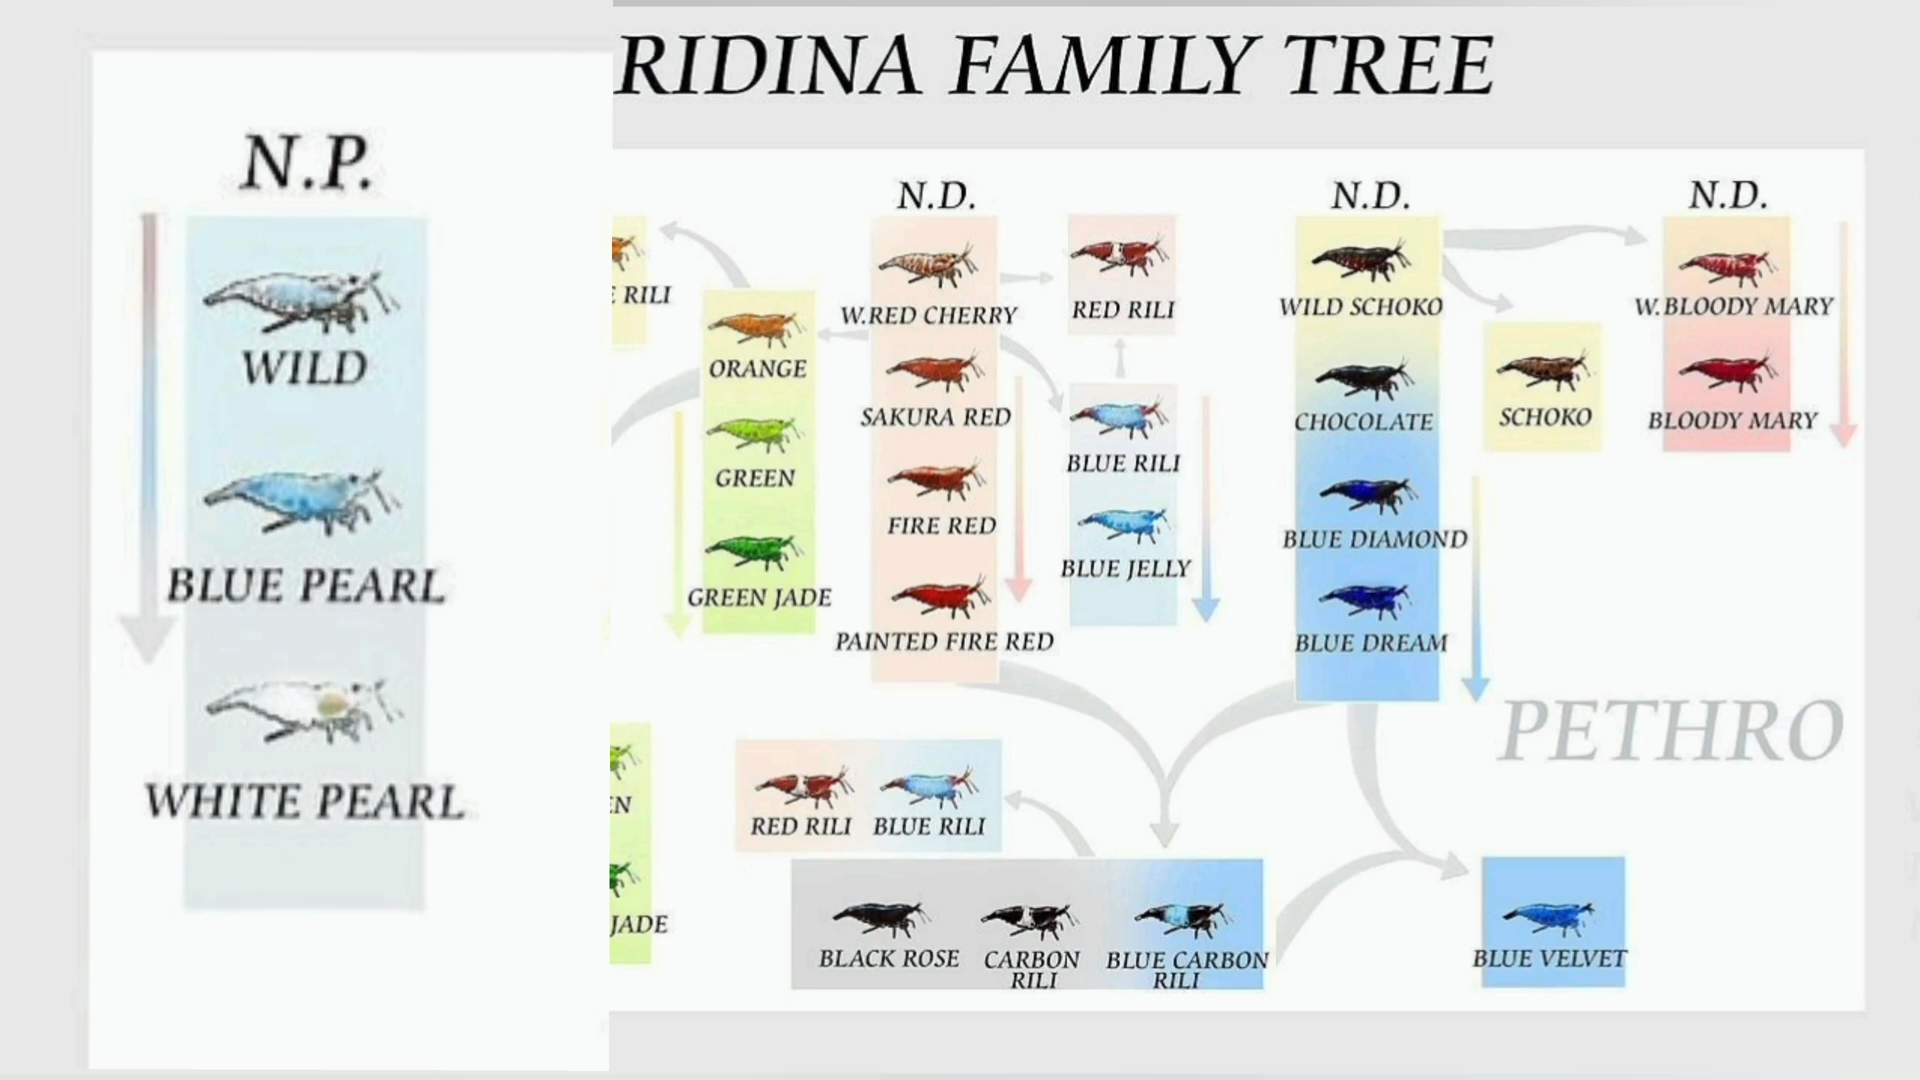 RIDINA FAMILY TREE
N.P.
WILD
BLUE PEARL
WHITE PEARL
RILI
ORANGE
GREEN
GREEN JADE
N.D.
W.RED CHERRY
SAKURA RED
FIRE RED
PAINTED FIRE RED
RED RILI
BLUE RILI
BLUE JELLY
N.D.
WILD SCHOKO
CHOCOLATE
BLUE DIAMOND
BLUE DREAM
SCHOKO
N.D.
W.BLOODY MARY
BLOODY MARY
PETHRO
EN
JADE
RED RILI
BLUE RILI
BLACK ROSE
CARBON
RILI
BLUE CARBON
RILI
BLUE VELVET